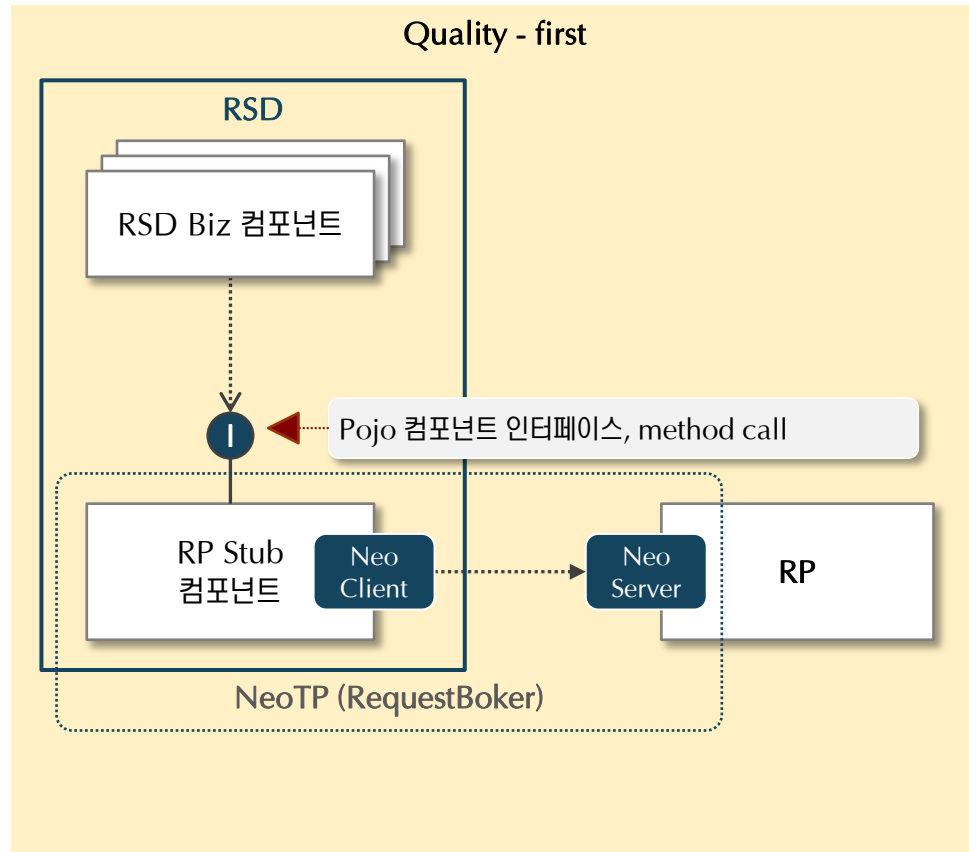 Quality - first
RSD
RSD Biz 컴포넌트
I
Pojo 컴포넌트 인터페이스, method call
RP Stub
컴포넌트
Neo
Client
Neo
Server
RP
NeoTP (RequestBoker)